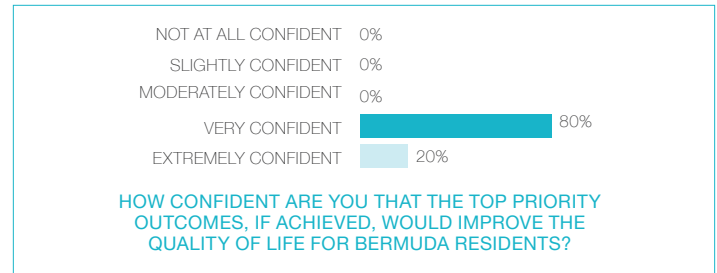 NOT AT ALL CONFIDENT 0%
SLIGHTLY CONFIDENT 0%
MODERATELY CONFIDENT 0%
VERY CONFIDENT 80%
EXTREMELY CONFIDENT 20%
HOW CONFIDENT ARE YOU THAT THE TOP PRIORITY
OUTCOMES, IF ACHIEVED, WOULD IMPROVE THE
QUALITY OF LIFE FOR BERMUDA RESIDENTS?